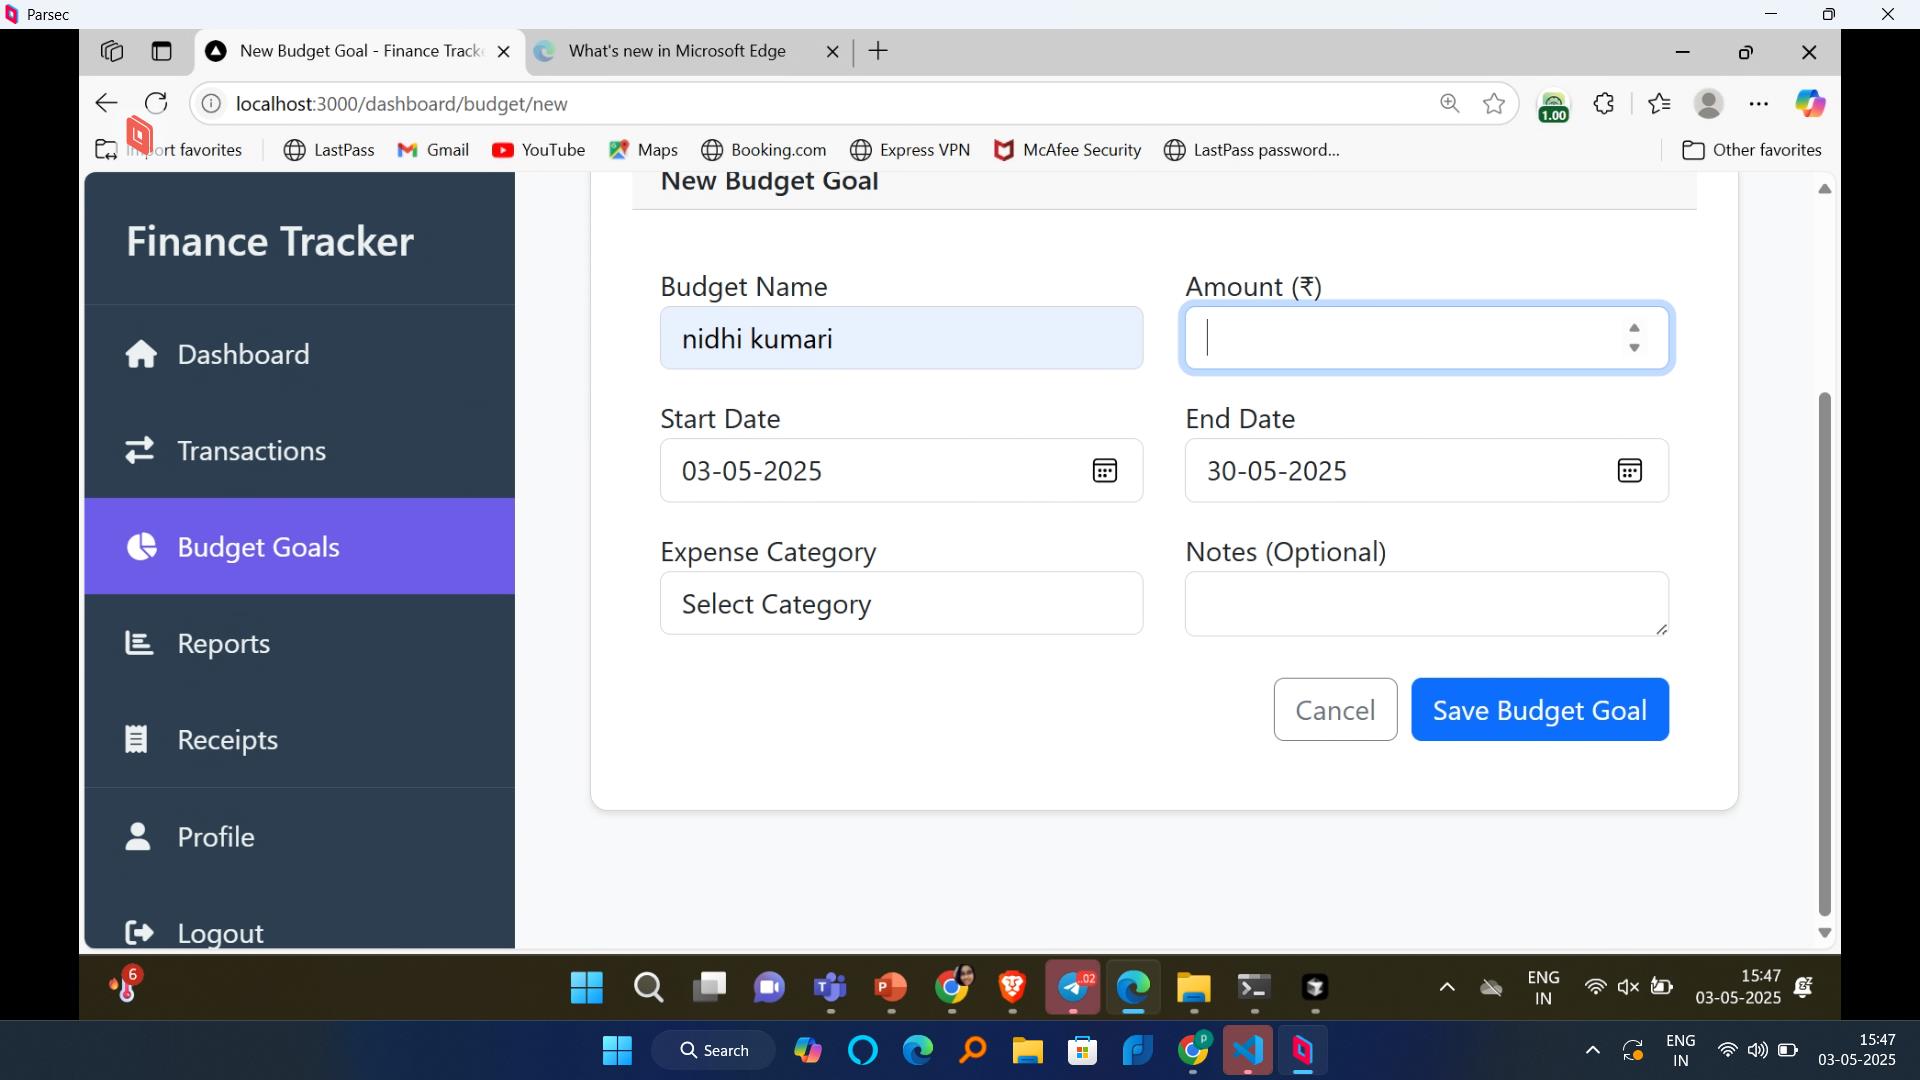 Parsec
New Budget Goal - Finance Tracke
What's new in Microsoft Edge
localhost:3000/dashboard/budget/new
1.00
port favorites
LastPass
Gmail
YouTube
Maps
Booking.com
Express VPN
McAfee Security
LastPass password...
Other favorites
Finance Tracker
Dashboard
Transactions
Budget Goals
Reports
Receipts
Profile
Logout
New Budget Goal
Budget Name
Amount (₹)
nidhi kumari
Start Date
End Date
03-05-2025
30-05-2025
Expense Category
Notes (Optional)
Select Category
Cancel
Save Budget Goal
6
.02
ENG
IN
15:47
03-05-2025
Search
P
ENG
IN
15:47
03-05-2025